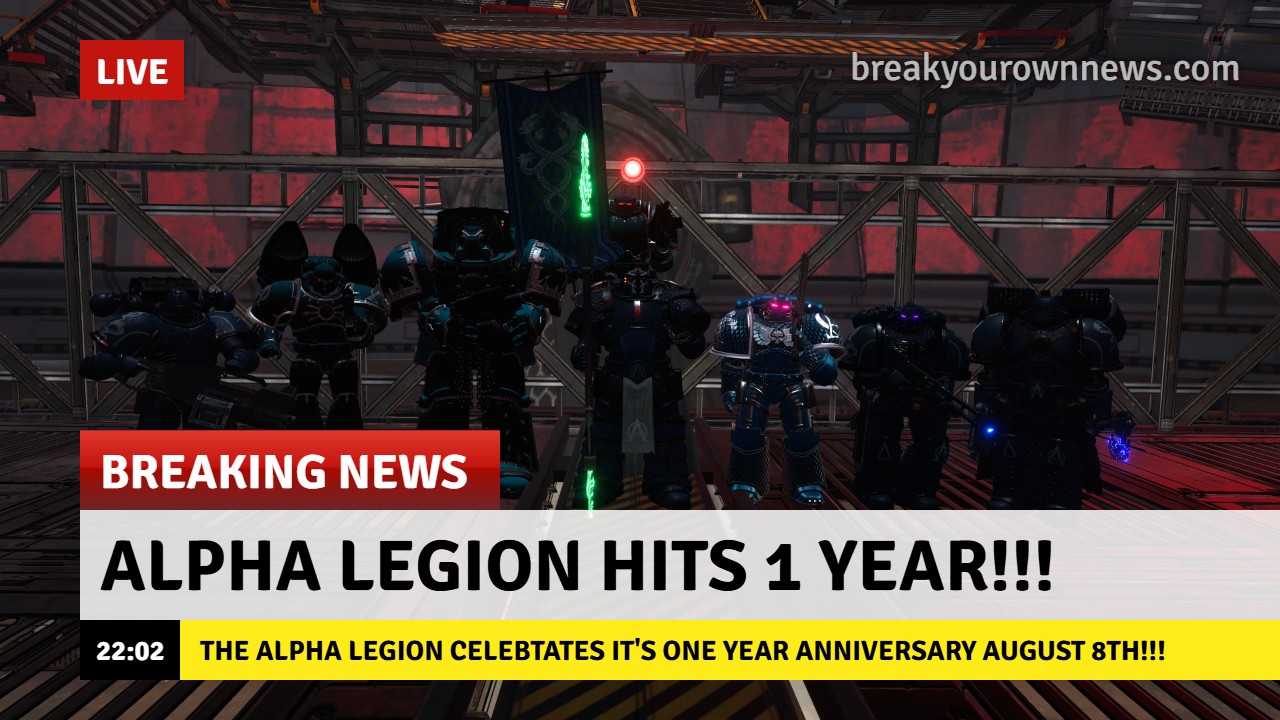 LIVE
breakyourownnews.com
BREAKING NEWS
ALPHA LEGION HITS 1 YEAR!!!
22:02 THE ALPHA LEGION CELEBTATES IT'S ONE YEAR ANNIVERSARY AUGUST 8TH!!!